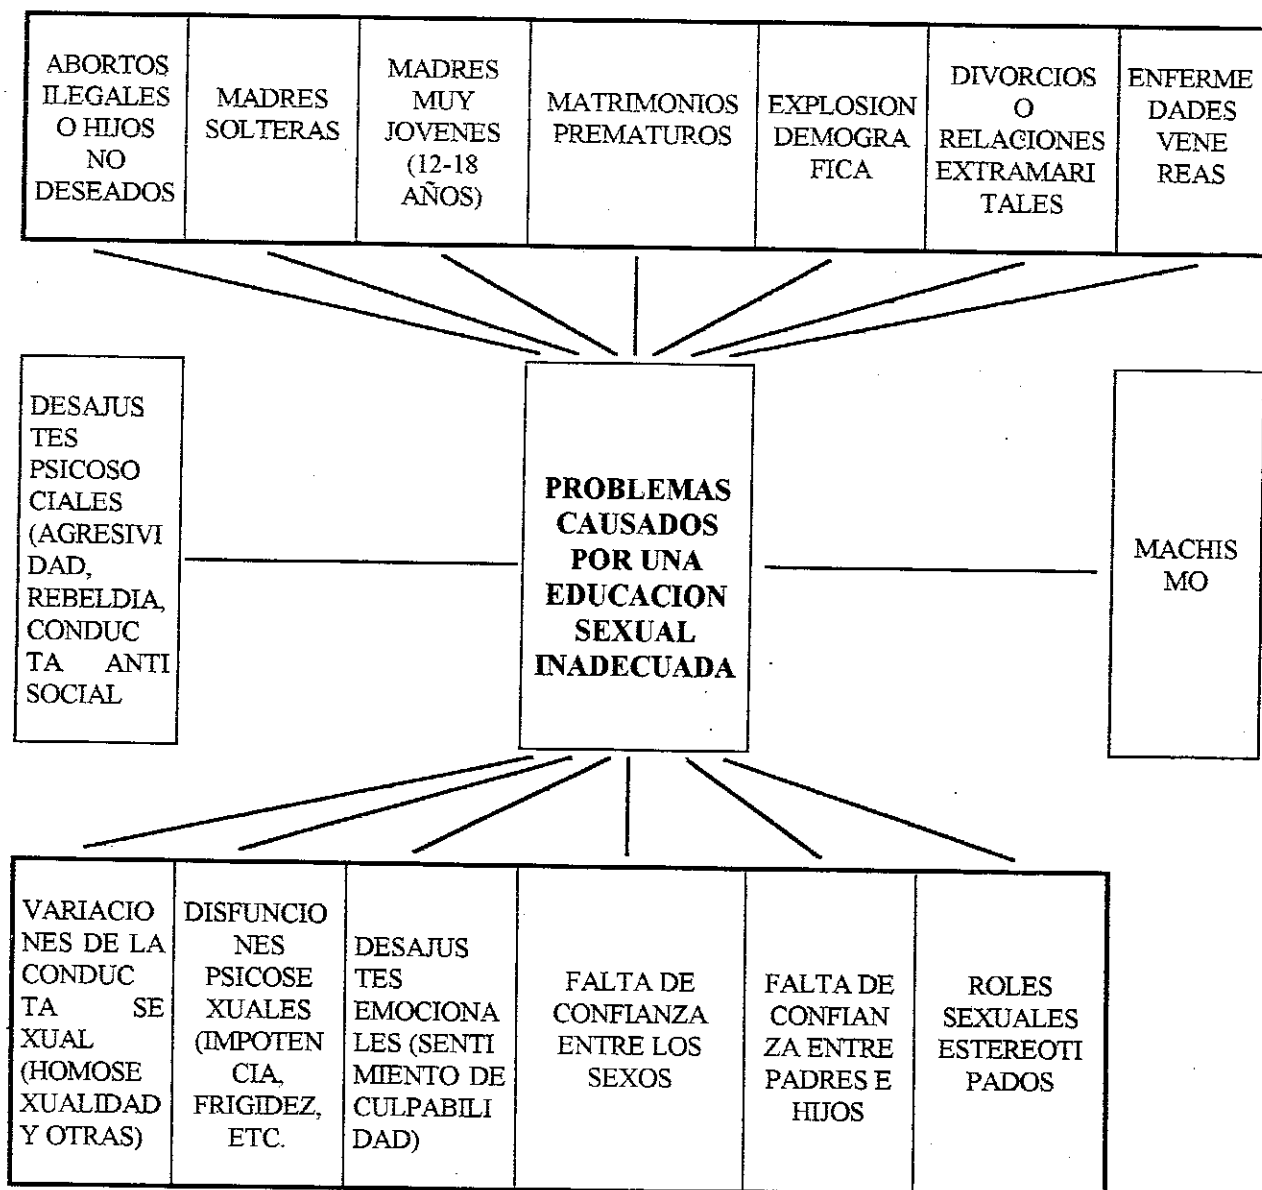 ABORTOS
ILEGALES
O HIJOS
NO
DESEADOS
MADRES
SOLTERAS
MADRES
MUY
JOVENES
(12-18
AÑOS)
MATRIMONIOS
PREMATUROS
EXPLOSION
DEMOGRA
FICA
DIVORCIOS
O
RELACIONES
EXTRAMARI
TALES
ENFERME
DADES
VENE
REAS
DESAJUS
TES
PSICOSO
CIALES
(AGRESIVI
DAD,
REBELDIA,
CONDUC
TA ANTI
SOCIAL
PROBLEMAS
CAUSADOS
POR UNA
EDUCACION
SEXUAL
INADECUADA
MACHIS
MO
VARIACIO
NES DE LA
CONDUC
TA SE
XUAL
(HOMOSE
XUALIDAD
Y OTRAS)
DISFUNCIO
NES
PSICOSE
XUALES
(IMPOTEN
CIA,
FRIGIDEZ,
ETC.
DESAJUS
TES
EMOCIONA
LES (SENTI
MIENTO DE
CULPABILI
DAD)
FALTA DE
CONFIANZA
ENTRE LOS
SEXOS
FALTA DE
CONFIAN
ZA ENTRE
PADRES E
HIJOS
ROLES
SEXUALES
ESTEREOTI
PADOS